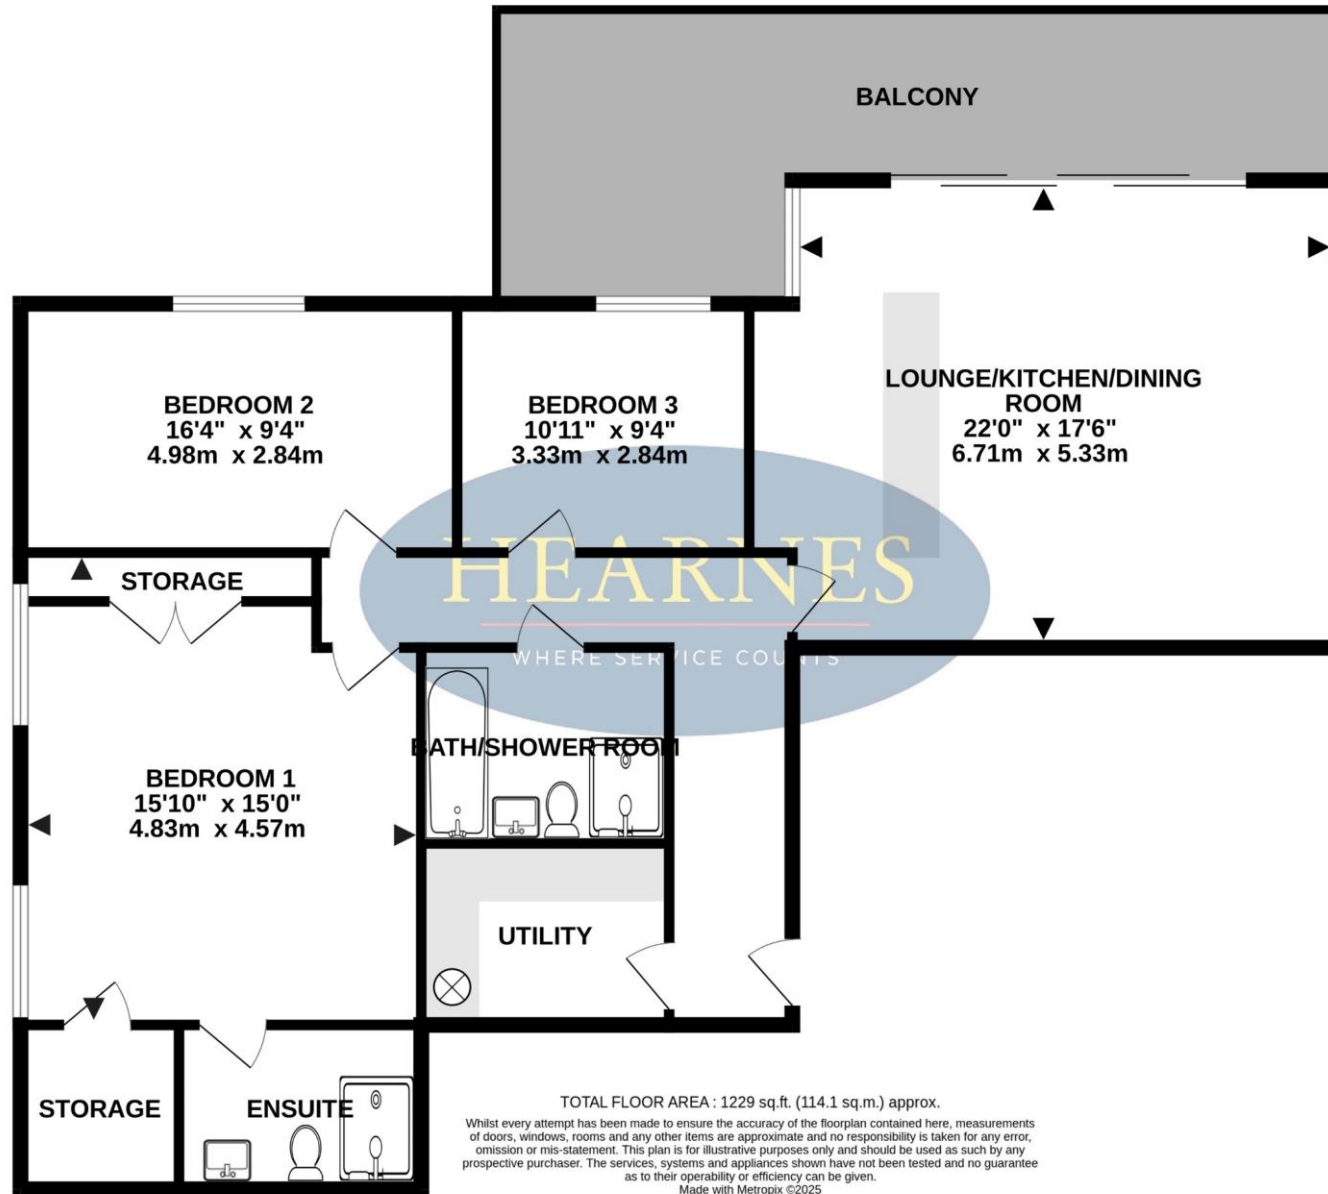 BALCONY
LOUNGE/KITCHEN/DINING
ROOM
22'0" x 17'6"
6.71m x 5.33m
BEDROOM 2
16'4" x 9'4"
4.98m x 2.84m
BEDROOM 3
10'11" x 9'4"
3.33m x 2.84m
HEARNES
WHERE SERVICE COUNTS
STORAGE
BATH/SHOWER ROOM
BEDROOM 1
15'10" x 15'0"
4.83m x 4.57m
UTILITY
STORAGE
ENSUITE
TOTAL FLOOR AREA : 1229 sq.ft. (114.1 sq.m.) approx.
Whilst every attempt has been made to ensure the accuracy of the floorplan contained here, measurements
of doors, windows, rooms and any other items are approximate and no responsibility is taken for any error,
omission or mis-statement. This plan is for illustrative purposes only and should be used as such by any
prospective purchaser. The services, systems and appliances shown have not been tested and no guarantee
as to their operability or efficiency can be given.
Made with Metropix ©2025